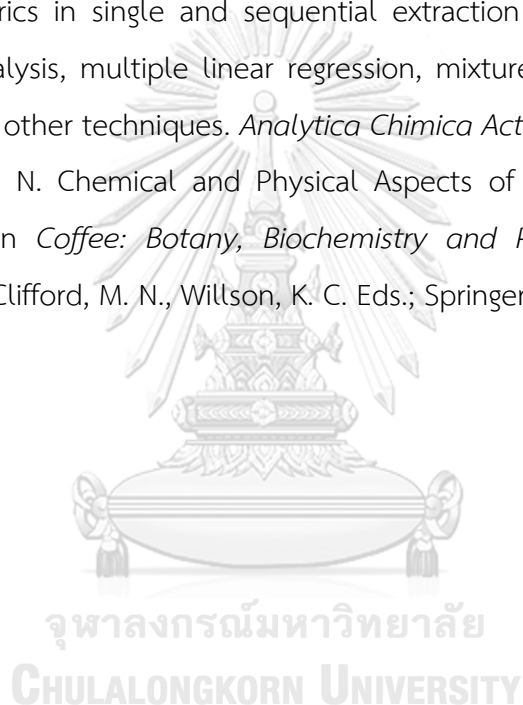 rics in single and sequential extraction
alysis, multiple linear regression, mixture
other techniques. Analytica Chimica Act
N. Chemical and Physical Aspects of
n Coffee: Botany, Biochemistry and P
Clifford, M. N., Willson, K. C. Eds.; Springer
จุฬาลงกรณ์มหาวิทยาลัย
CHULALONGKORN UNIVERSITY